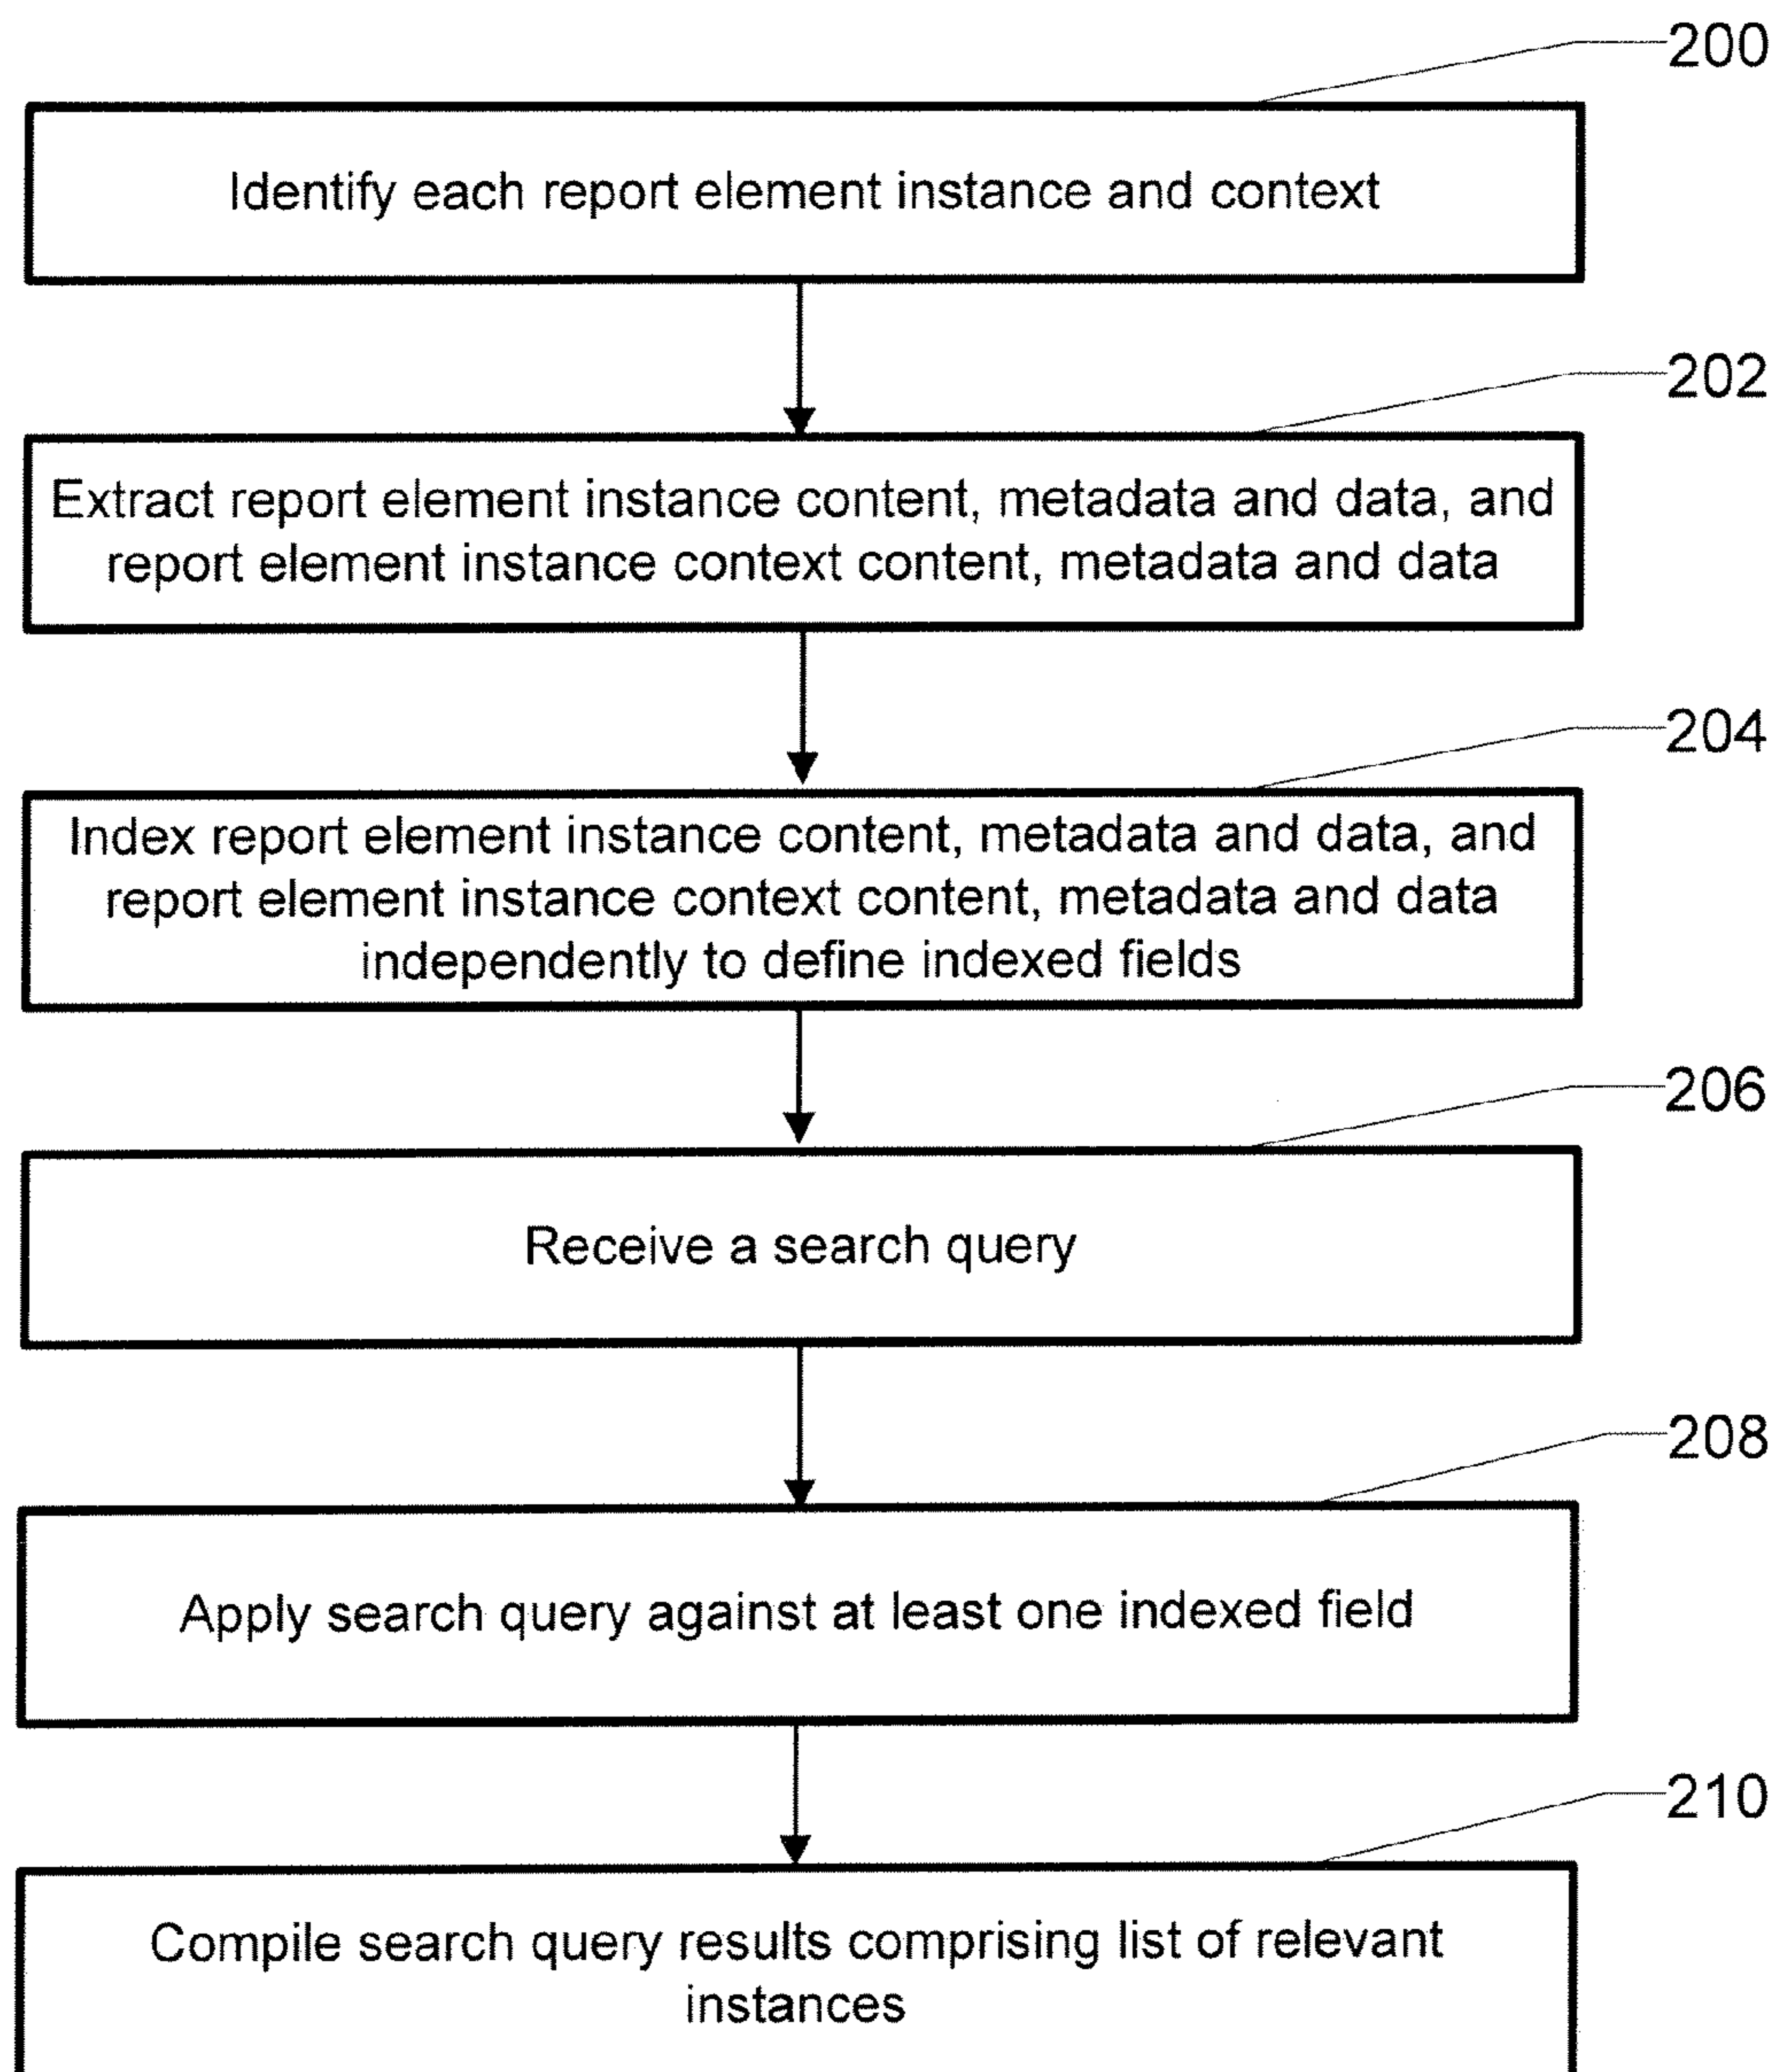 200
Identify each report element instance and context
202
Extract report element instance content, metadata and data, and
report element instance context content, metadata and data
204
Index report element instance content, metadata and data, and
report element instance context content, metadata and data
independently to define indexed fields
206
Receive a search query
208
Apply search query against at least one indexed field
210
Compile search query results comprising list of relevant
instances